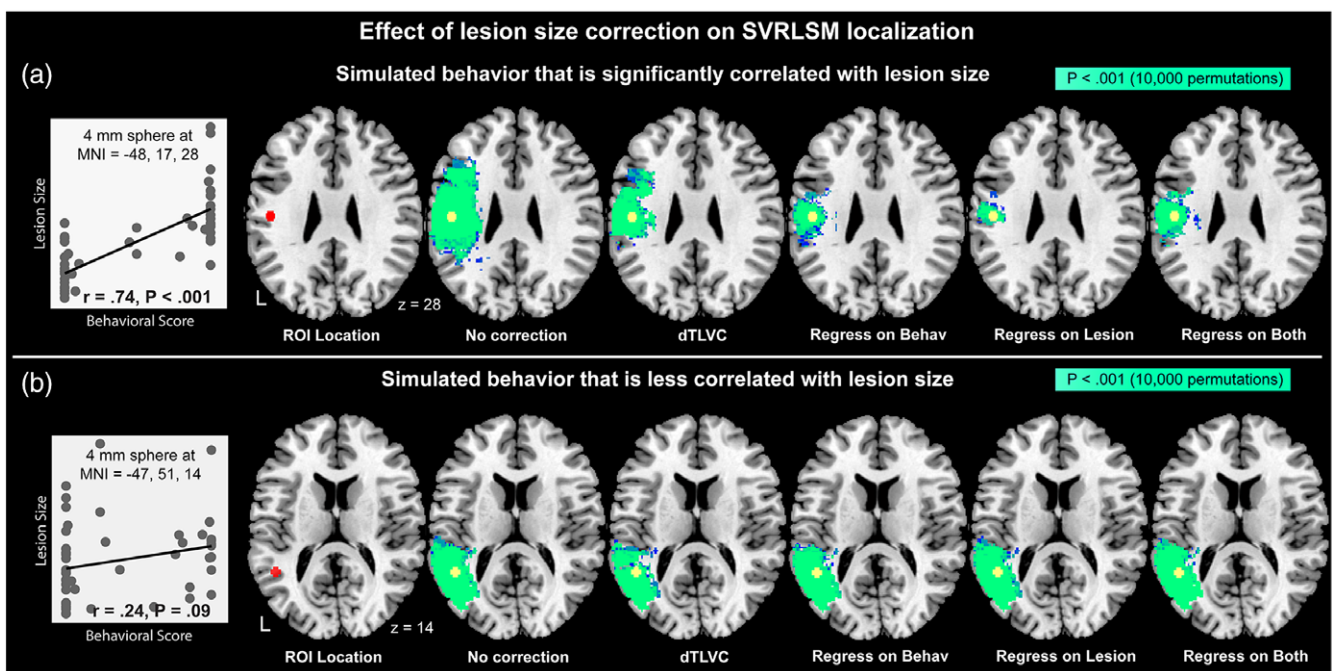 Effect of lesion size correction on SVRLSM localization
(a)
Simulated behavior that is significantly correlated with lesion size
P < .001 (10,000 permutations)
4 mm sphere at
MNI = -48, 17, 28
Lesion Size
r = .74, P < .001
Behavioral Score
L
z = 28
ROI Location
No correction
dTLVC
Regress on Behav
Regress on Lesion
Regress on Both
(b)
Simulated behavior that is less correlated with lesion size
P < .001 (10,000 permutations)
4 mm sphere at
MNI = -47, 51, 14
Lesion Size
r = .24, P = .09
Behavioral Score
L
z = 14
ROI Location
No correction
dTLVC
Regress on Behav
Regress on Lesion
Regress on Both